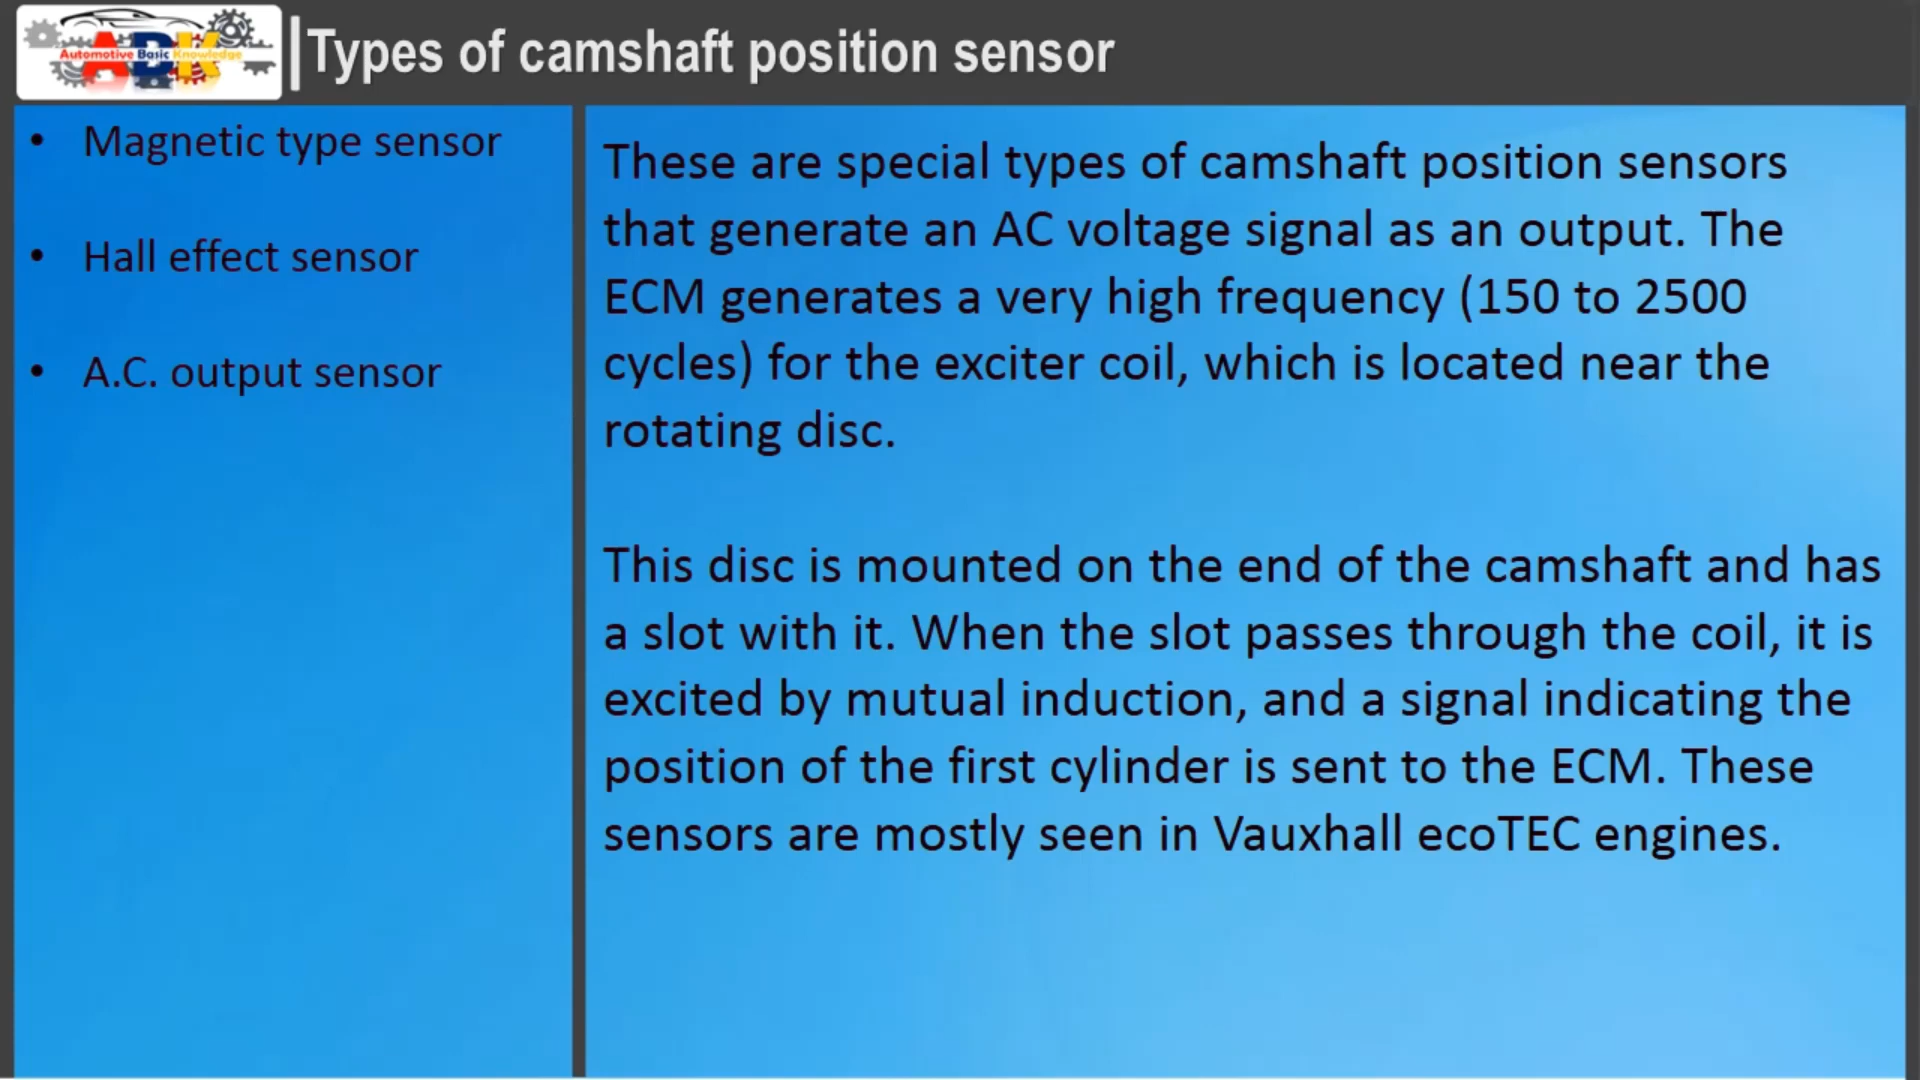 ABK
Automotive Basic Knowledge
Types of camshaft position sensor
• Magnetic type sensor
• Hall effect sensor
• A.C. output sensor
These are special types of camshaft position sensors
that generate an AC voltage signal as an output. The
ECM generates a very high frequency (150 to 2500
cycles) for the exciter coil, which is located near the
rotating disc.
This disc is mounted on the end of the camshaft and has
a slot with it. When the slot passes through the coil, it is
excited by mutual induction, and a signal indicating the
position of the first cylinder is sent to the ECM. These
sensors are mostly seen in Vauxhall ecoTEC engines.